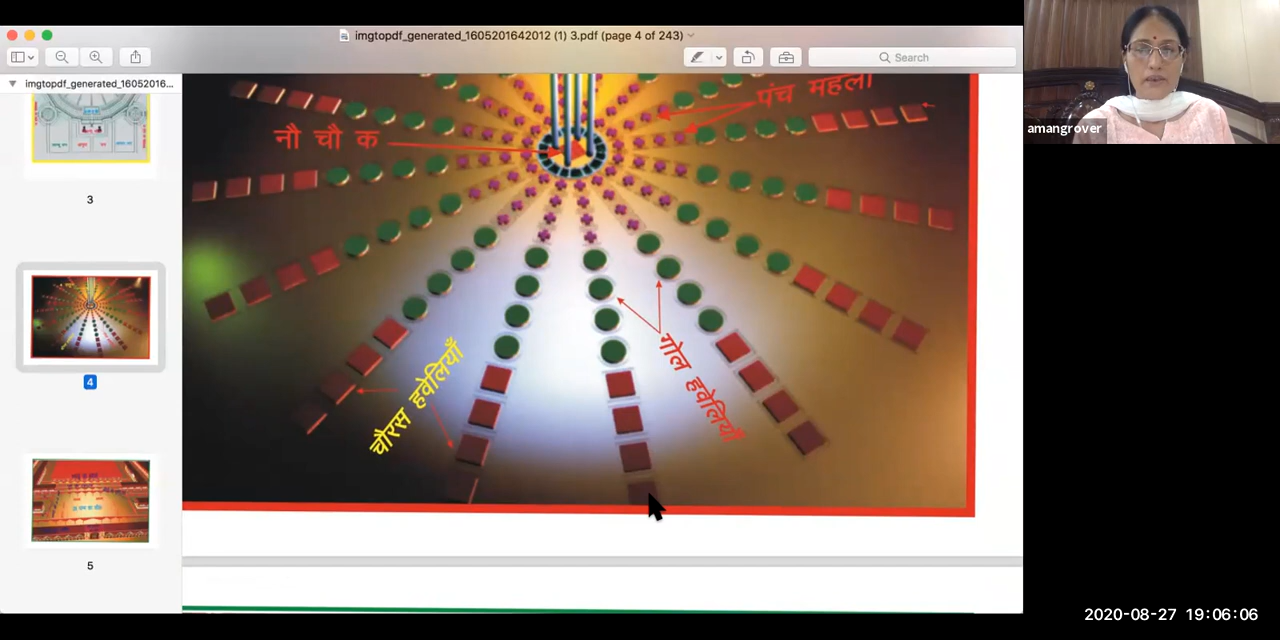 imgtopdf_generated_1605201642012 (1) 3.pdf (page 4 of 243)
Search
imgtopdf_generated_16052016...
3
4
5
पंच महला
नौ चौ क
चौरस हवेलियाँ
गोल हवेलियाँ
amangrover
2020-08-27 19:06:06